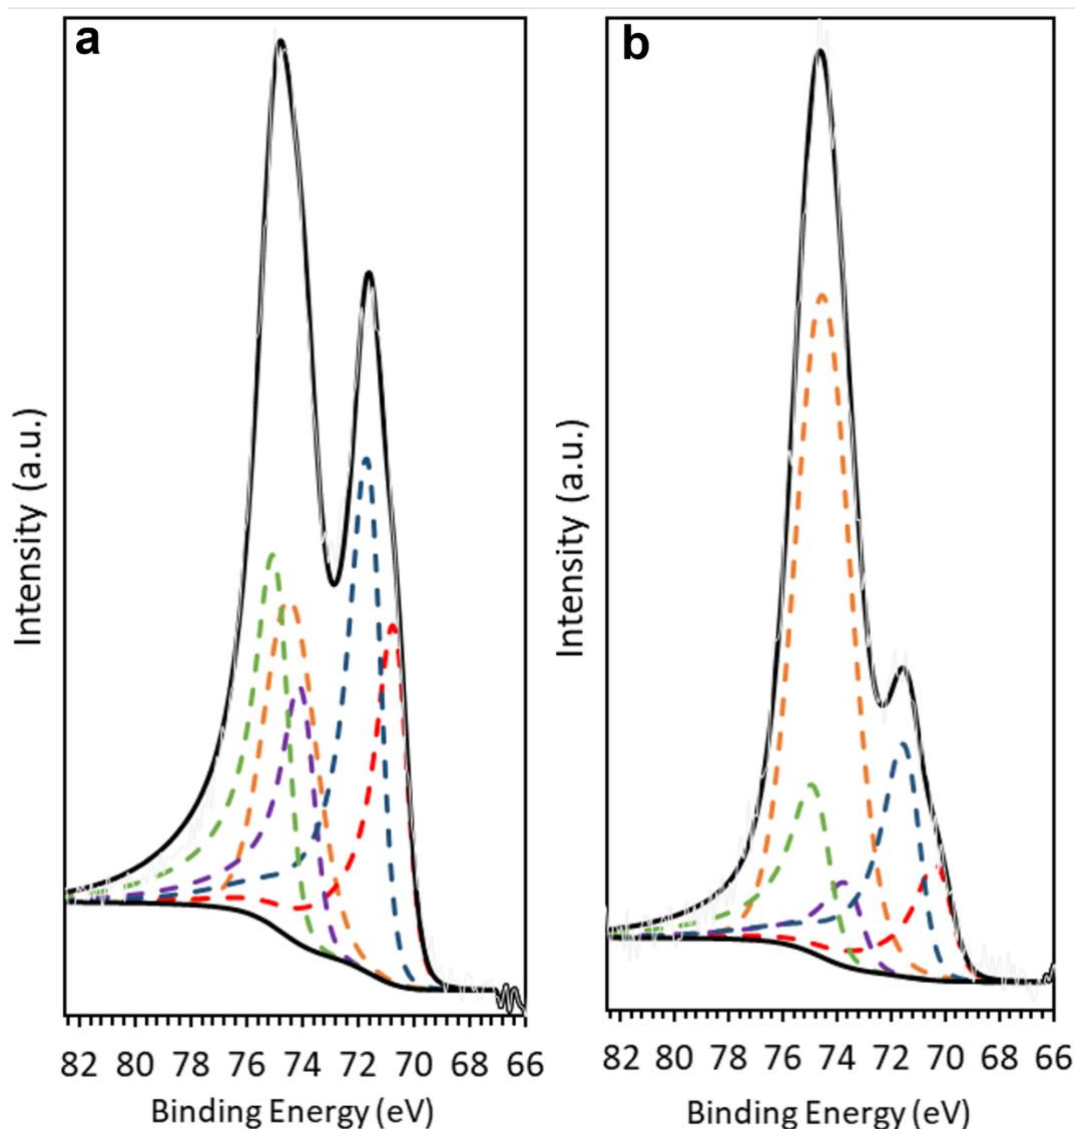 a
Intensity (a.u.)
82 80 78 76 74 72 70 68 66
Binding Energy (eV)
b
Intensity (a.u.)
82 80 78 76 74 72 70 68 66
Binding Energy (eV)